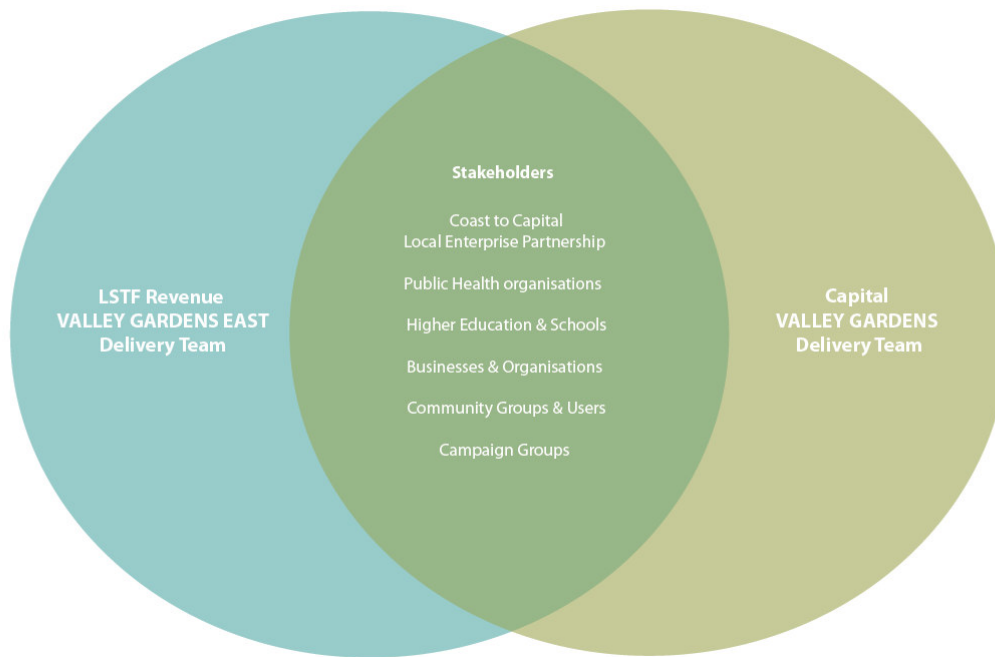 LSTF Revenue
VALLEY GARDENS EAST
Delivery Team
Stakeholders
Coast to Capital
Local Enterprise Partnership
Public Health organisations
Higher Education & Schools
Businesses & Organisations
Community Groups & Users
Campaign Groups
Capital
VALLEY GARDENS
Delivery Team